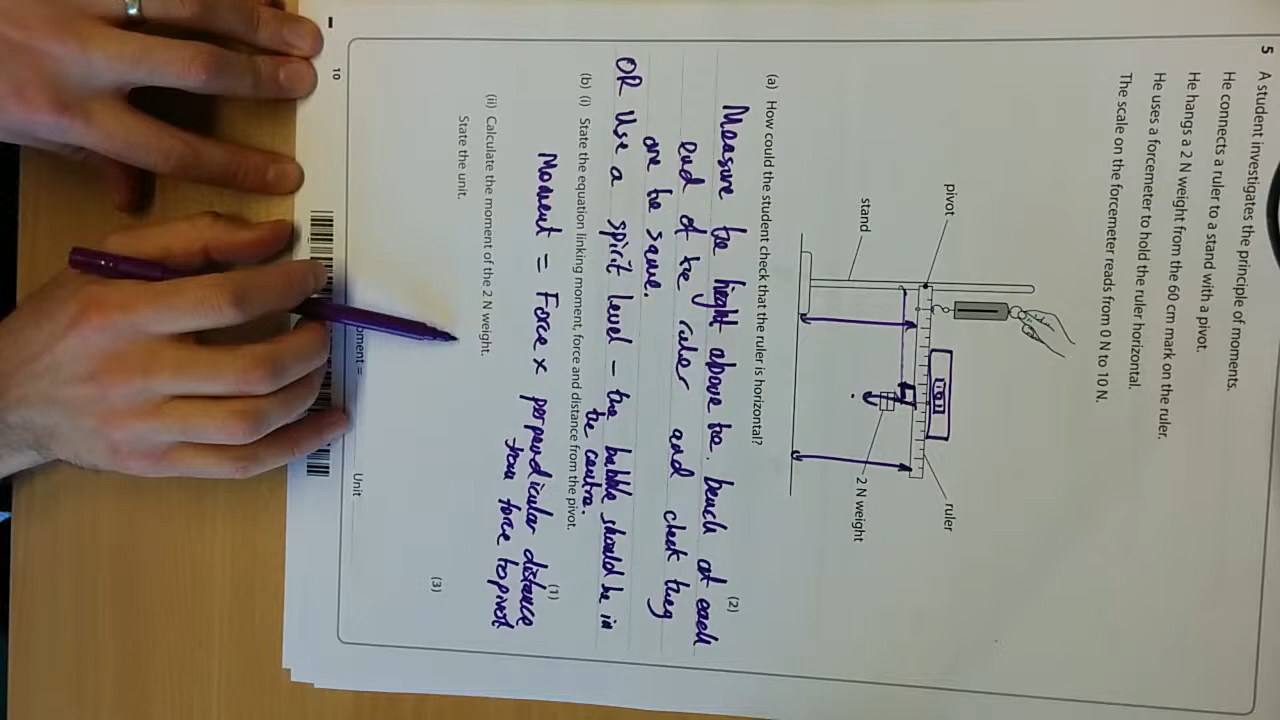 5 A student investigates the principle of moments.
He connects a ruler to a stand with a pivot.
He hangs a 2 N weight from the 60 cm mark on the ruler.
He uses a forcemeter to hold the ruler horizontal.
The scale on the forcemeter reads from 0 N to 10 N.
pivot
ruler
stand
2 N weight
(a) How could the student check that the ruler is horizontal?
(2)
Measure the height above the bench at each
end of the ruler and check they
are the same.
OR Use a spirit level - the bubble should be in
the centre.
(b) (i) State the equation linking moment, force and distance from the pivot.
(1)
Moment = Force x perpendicular distance
from force to pivot
(ii) Calculate the moment of the 2 N weight.
State the unit.
(3)
oment =
Unit
10